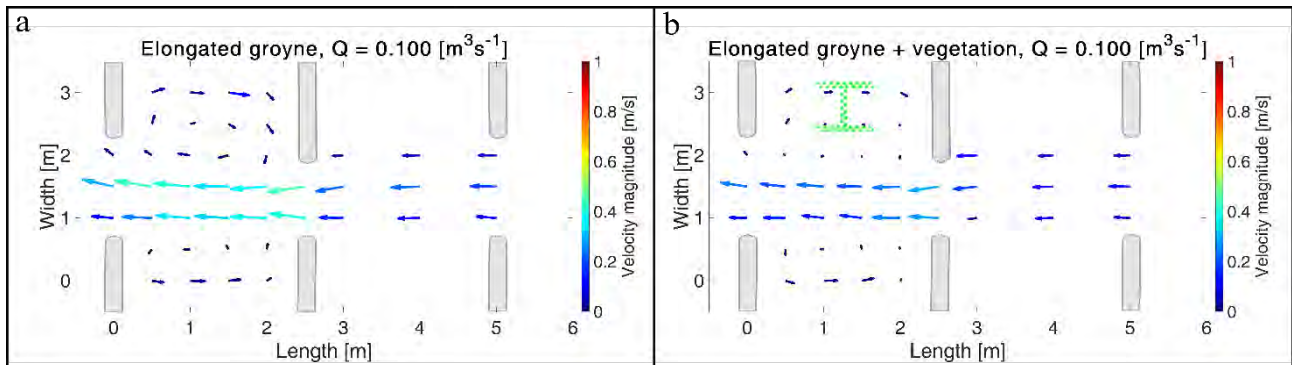 a
Elongated groyne, Q = 0.100 [m³s⁻¹]
Width [m]
3
2
1
0
0 1 2 3 4 5 6
Length [m]
1
0.8
0.6
0.4
0.2
0
Velocity magnitude [m/s]
b
Elongated groyne + vegetation, Q = 0.100 [m³s⁻¹]
Width [m]
3
2
1
0
0 1 2 3 4 5 6
Length [m]
1
0.8
0.6
0.4
0.2
0
Velocity magnitude [m/s]